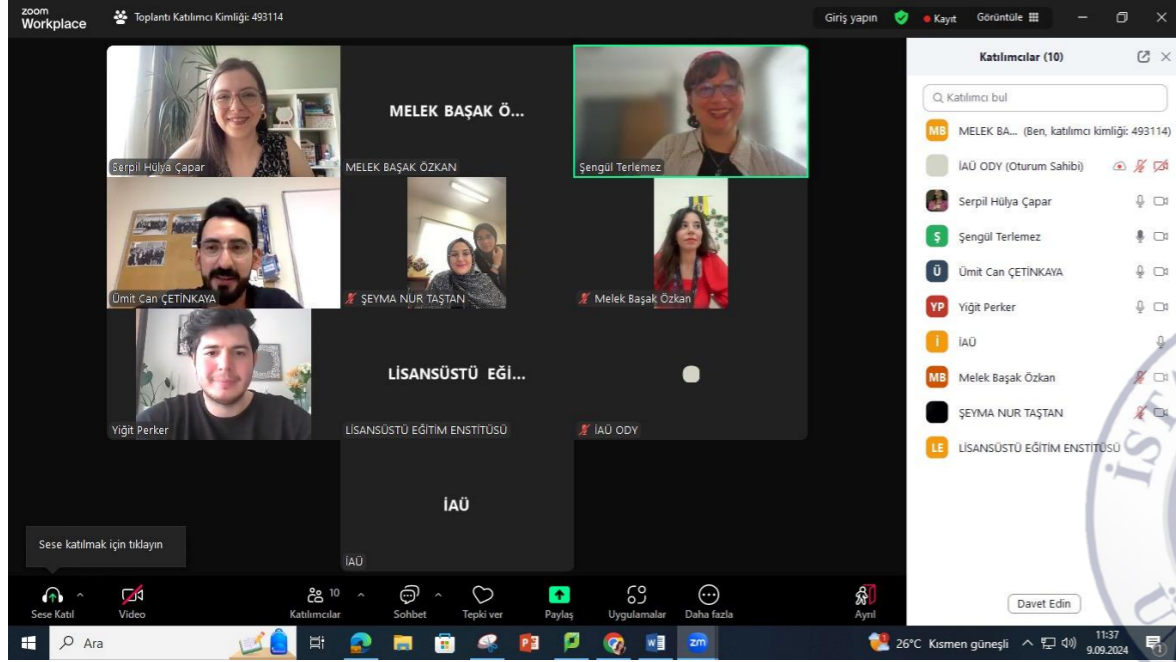 zoom
Workplace
Toplantı Katılımcı Kimliği: 493114
Giriş yapın
Kayıt
Görüntüle
Serpil Hülya Çapar
MELEK BAŞAK Ö...
MELEK BAŞAK ÖZKAN
Şengül Terlemez
Ümit Can ÇETİNKAYA
ŞEYMA NUR TAŞTAN
Melek Başak Özkan
Yiğit Perker
LİSANSÜSTÜ EĞİ...
LİSANSÜSTÜ EĞİTİM ENSTİTÜSÜ
İAÜ ODY
İAÜ
İAÜ
Katılımcılar (10)
Katılımcı bul
MB MELEK BA... (Ben, katılımcı kimliği: 493114)
İAÜ ODY (Oturum Sahibi)
Serpil Hülya Çapar
Ş Şengül Terlemez
Ü Ümit Can ÇETİNKAYA
YP Yiğit Perker
İ İAÜ
MB Melek Başak Özkan
ŞEYMA NUR TAŞTAN
LE LİSANSÜSTÜ EĞİTİM ENSTİTÜSÜ
İST
Davet Edin
Sese katılmak için tıklayın
Sese Katıl
Video
Katılımcılar
10
Sohbet
Tepki ver
Paylaş
Uygulamalar
Daha fazla
Ayrıl
Ara
zm
26°C Kısmen güneşli
11:37
9.09.2024